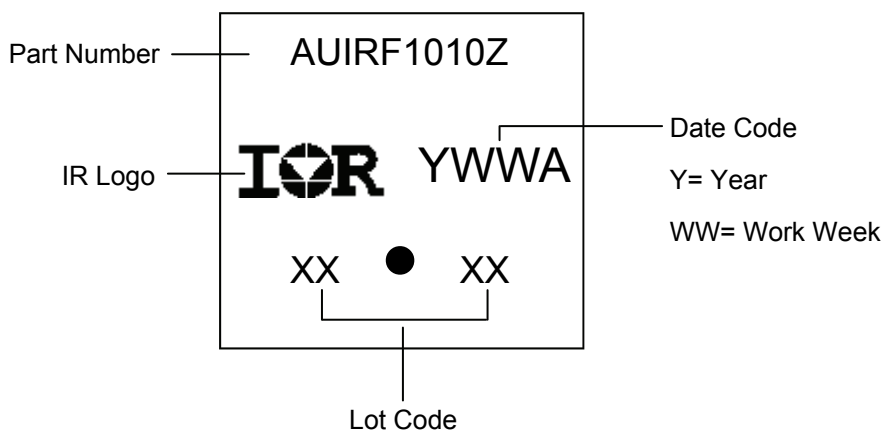 Part Number
AUIRF1010Z
IR Logo
IOR
YWWA
Date Code
Y= Year
WW= Work Week
XX
XX
Lot Code